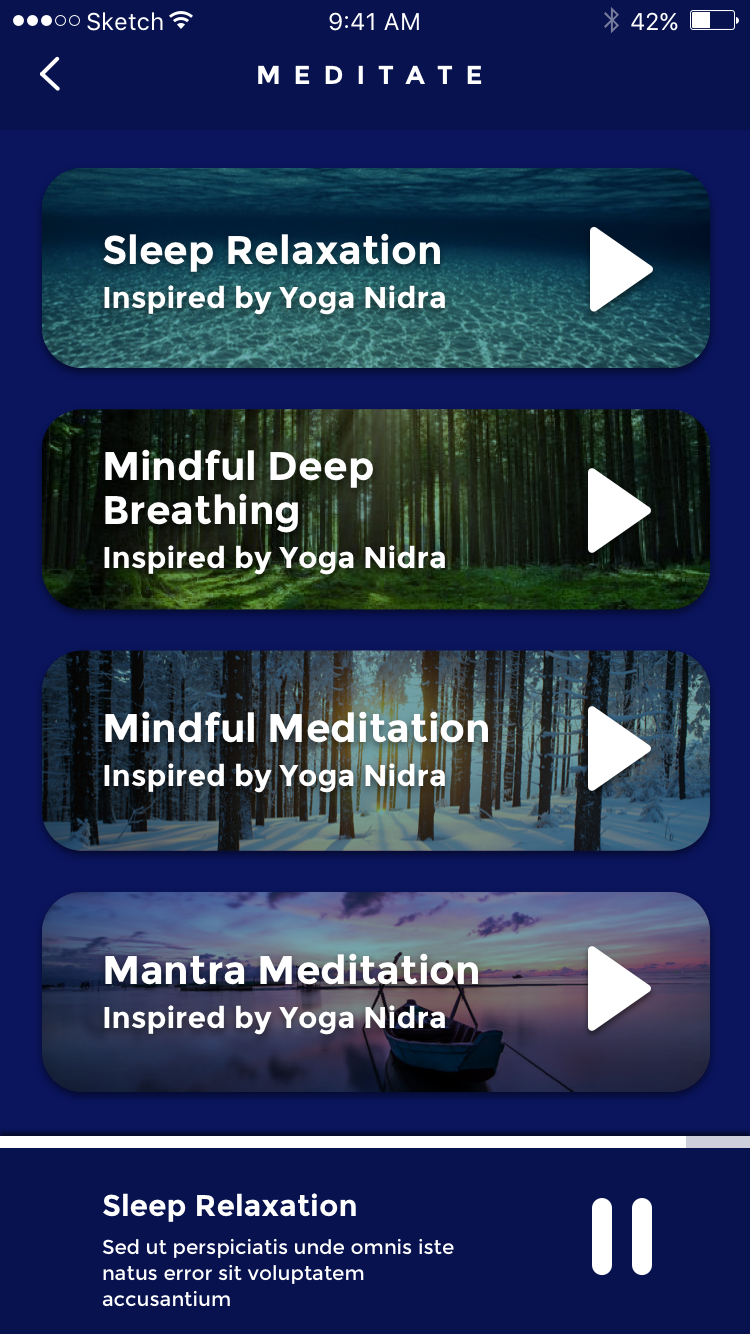 Sketch 9:41 AM 42%
MEDITATE
Sleep Relaxation
Inspired by Yoga Nidra
Mindful Deep
Breathing
Inspired by Yoga Nidra
Mindful Meditation
Inspired by Yoga Nidra
Mantra Meditation
Inspired by Yoga Nidra
Sleep Relaxation
Sed ut perspiciatis unde omnis iste
natus error sit voluptatem
accusantium